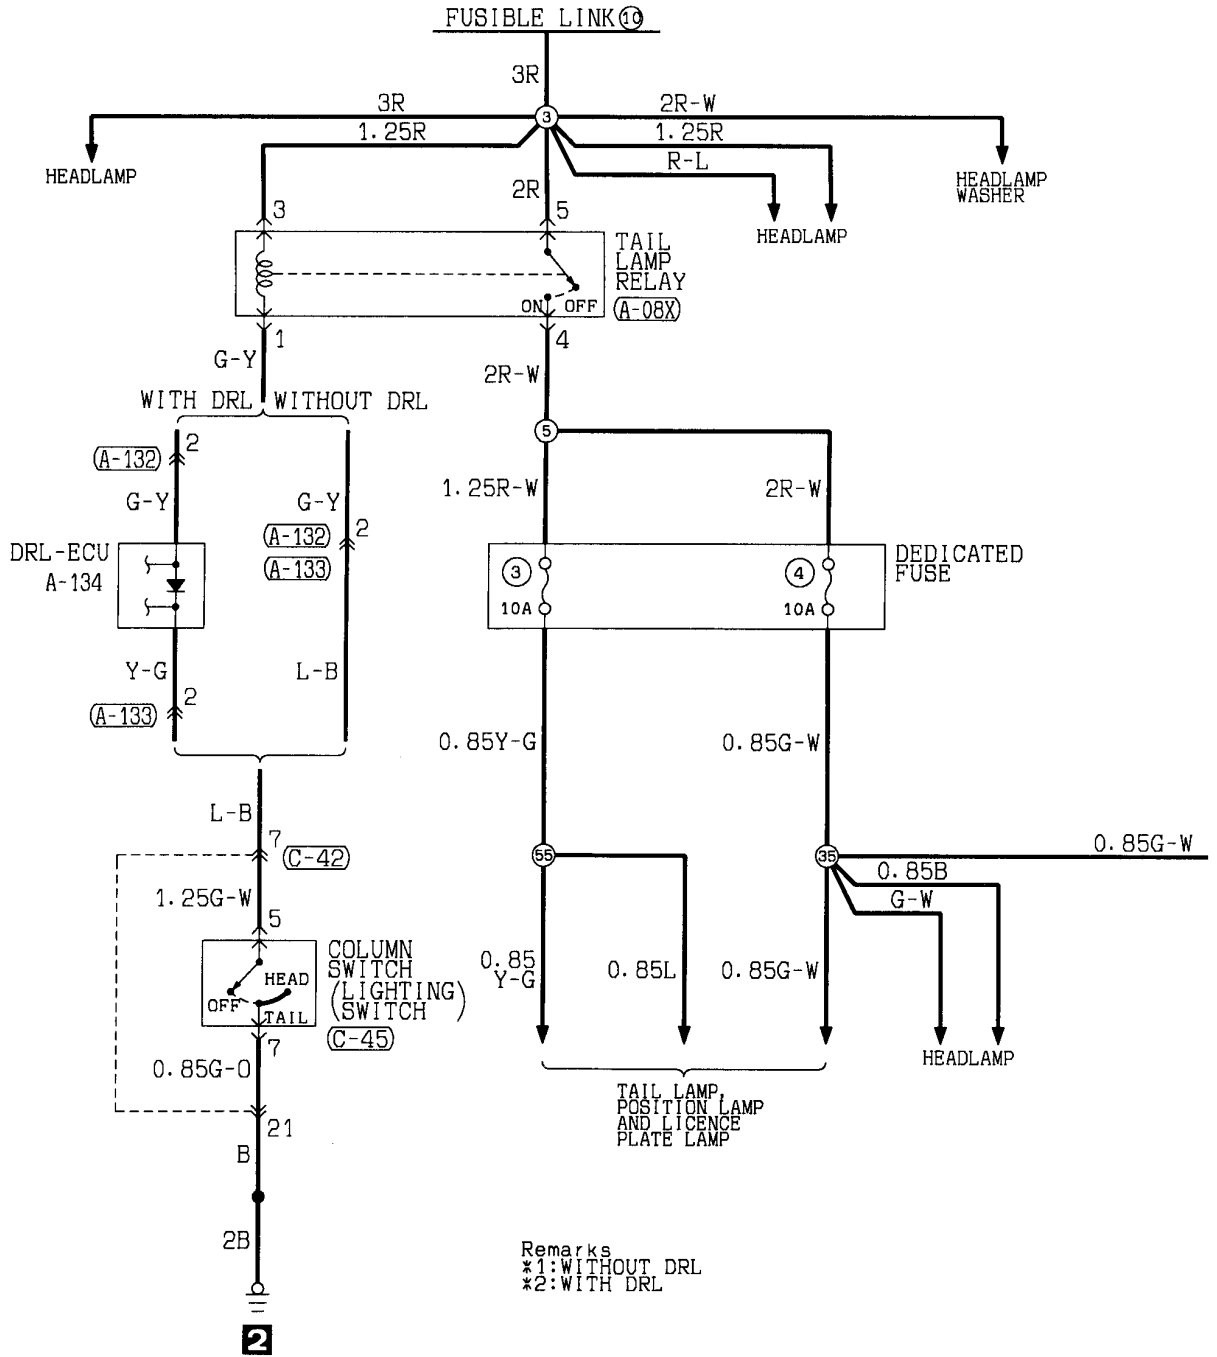 FUSIBLE LINK 10
3R
3R
2R-W
3
1.25R
1.25R
R-L
HEADLAMP
HEADLAMP
WASHER
2R
3
5
HEADLAMP
TAIL
LAMP
RELAY
A-08X
ON OFF
1
4
G-Y
2R-W
WITH DRL WITHOUT DRL
5
2
A-132
G-Y
G-Y
1.25R-W
2R-W
A-132
2
DRL-ECU
A-134
A-133
DEDICATED
FUSE
3
4
10A
10A
Y-G
L-B
2
A-133
0.85Y-G
0.85G-W
L-B
7
C-42
55
35
0.85G-W
0.85B
G-W
1.25G-W
5
COLUMN
SWITCH
(LIGHTING)
SWITCH
C-45
HEAD
OFF
TAIL
0.85
Y-G
0.85L
0.85G-W
7
0.85G-O
HEADLAMP
TAIL LAMP,
POSITION LAMP
AND LICENCE
PLATE LAMP
21
B
2B
Remarks
*1:WITHOUT DRL
*2:WITH DRL
2